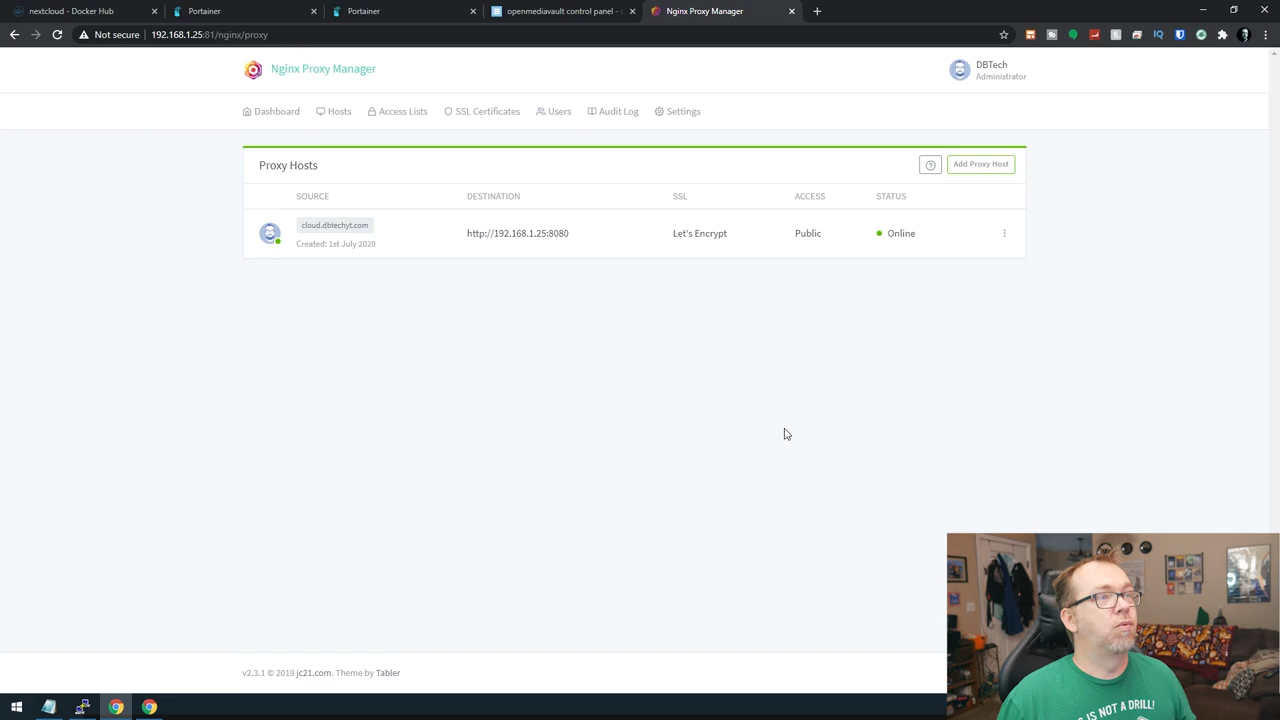 nextcloud - Docker Hub
Portainer
Portainer
openmediavault control panel - 
Nginx Proxy Manager
Not secure
192.168.1.25:81/nginx/proxy
Nginx Proxy Manager
DBTech
Administrator
Dashboard
Hosts
Access Lists
SSL Certificates
Users
Audit Log
Settings
Proxy Hosts
Add Proxy Host
SOURCE
DESTINATION
SSL
ACCESS
STATUS
cloud.dbtechyt.com
Created: 1st July 2020
http://192.168.1.25:8080
Let's Encrypt
Public
Online
v2.3.1 © 2019 jc21.com. Theme by Tabler
IS NOT A DRILL!